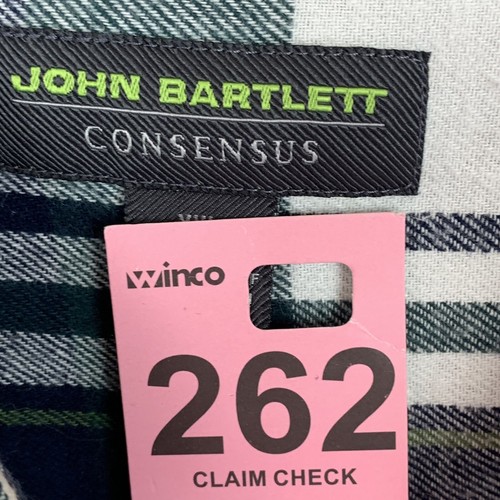 JOHN BARTLETT
CONSENSUS
winco
262
CLAIM CHECK